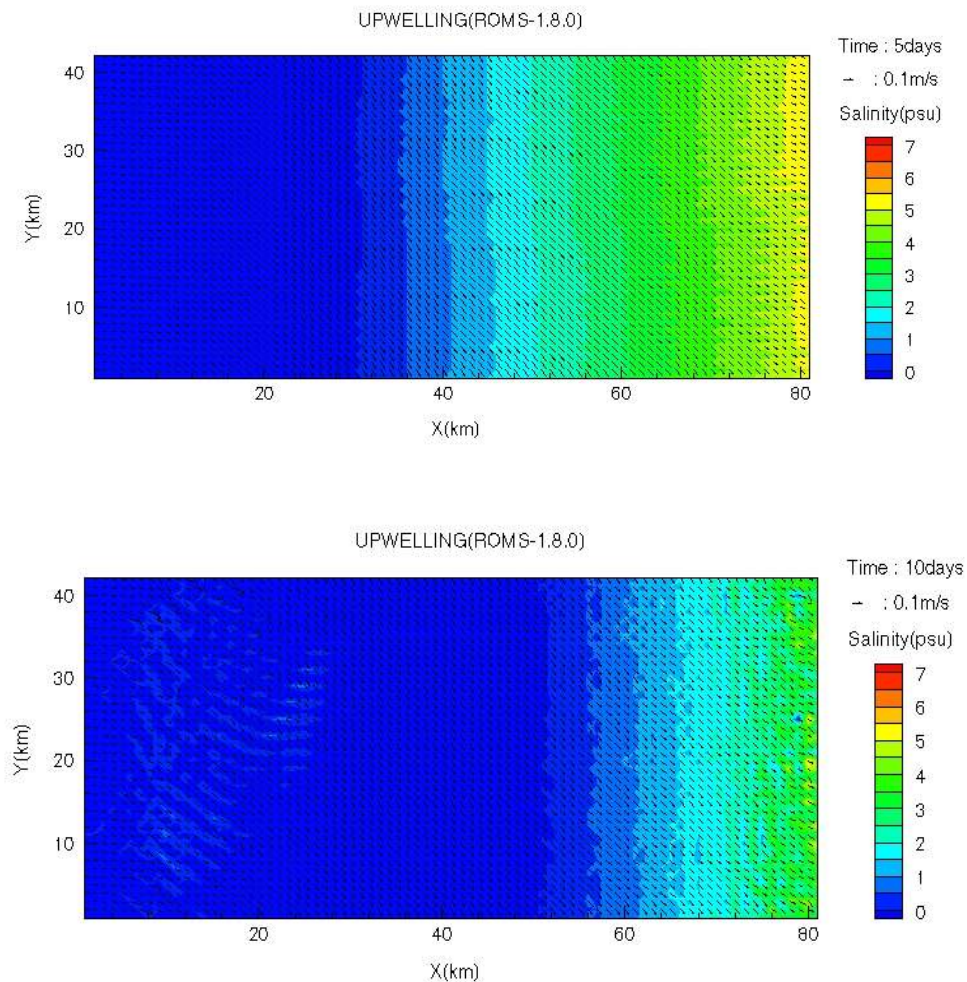 UPWELLING(ROMS-1.8.0)
Time : 5days
→ : 0.1m/s
Salinity(psu)
7
6
5
4
3
2
1
0
40
30
20
10
Y(km)
20 40 60 80
X(km)
UPWELLING(ROMS-1.8.0)
Time : 10days
→ : 0.1m/s
Salinity(psu)
7
6
5
4
3
2
1
0
40
30
20
10
Y(km)
20 40 60 80
X(km)